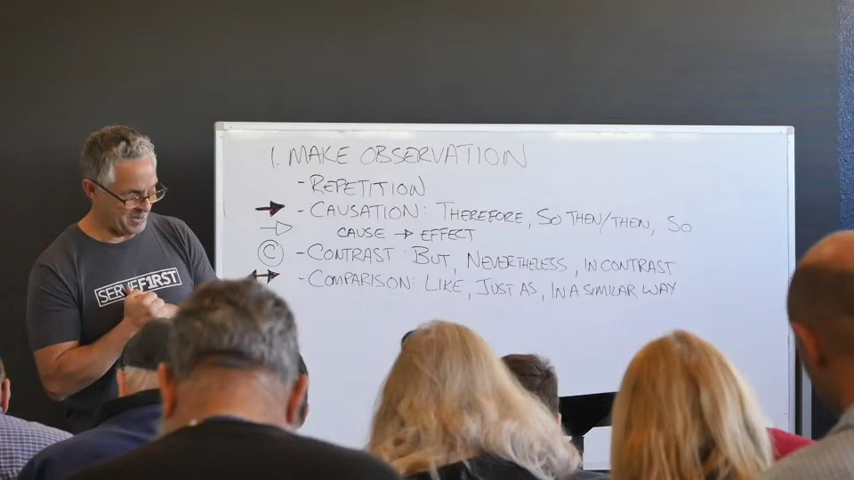 1. MAKE OBSERVATION
- REPETITION
- CAUSATION: THEREFORE, SO THEN/THEN, SO
CAUSE → EFFECT
Ⓒ - CONTRAST: BUT, NEVERTHELESS, IN CONTRAST
- COMPARISON: LIKE, JUST AS, IN A SIMILAR WAY
SERVEF1RST